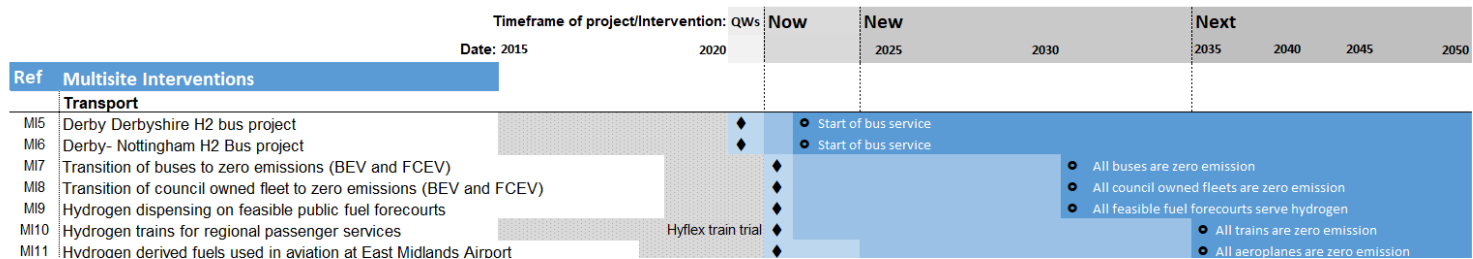 Timeframe of project/Intervention: QWs Now New Next
Date: 2015 2020 2025 2030 2035 2040 2045 2050
Ref Multisite Interventions
Transport
MI5 Derby Derbyshire H2 bus project Start of bus service
MI6 Derby- Nottingham H2 Bus project Start of bus service
MI7 Transition of buses to zero emissions (BEV and FCEV) All buses are zero emission
MI8 Transition of council owned fleet to zero emissions (BEV and FCEV) All council owned fleets are zero emission
MI9 Hydrogen dispensing on feasible public fuel forecourts All feasible fuel forecourts serve hydrogen
MI10 Hydrogen trains for regional passenger services Hyflex train trial All trains are zero emission
MI11 Hydrogen derived fuels used in aviation at East Midlands Airport All aeroplanes are zero emission